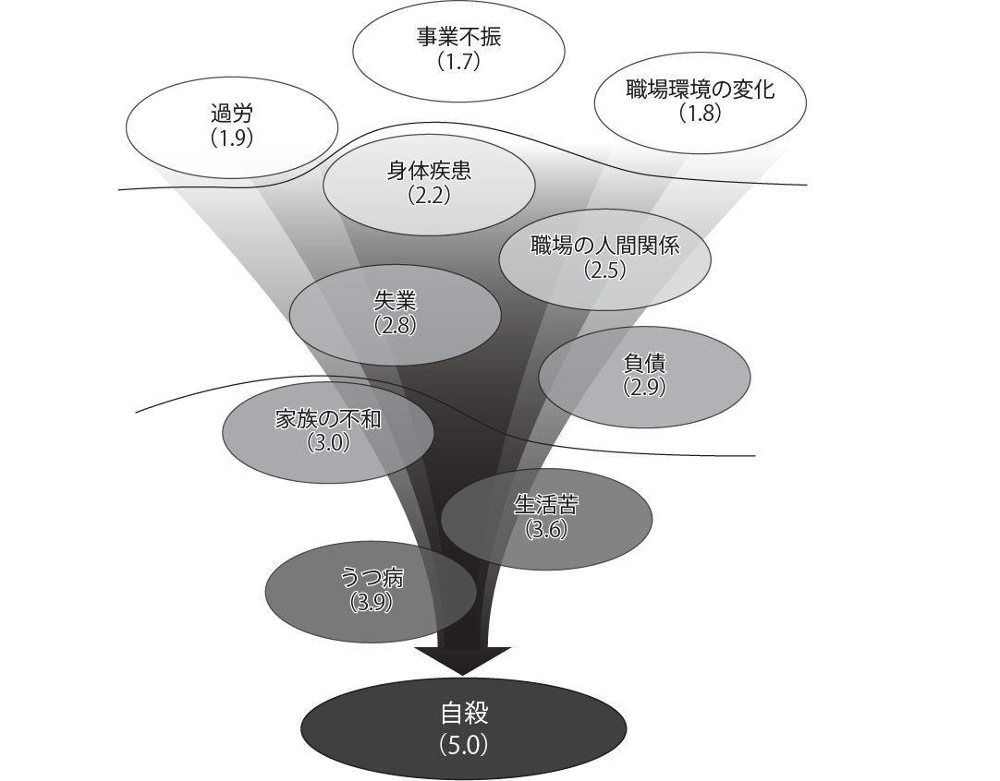 事業不振
（1.7）
職場環境の変化
（1.8）
過労
（1.9）
身体疾患
（2.2）
職場の人間関係
（2.5）
失業
（2.8）
負債
（2.9）
家族の不和
（3.0）
生活苦
（3.6）
うつ病
（3.9）
自殺
（5.0）